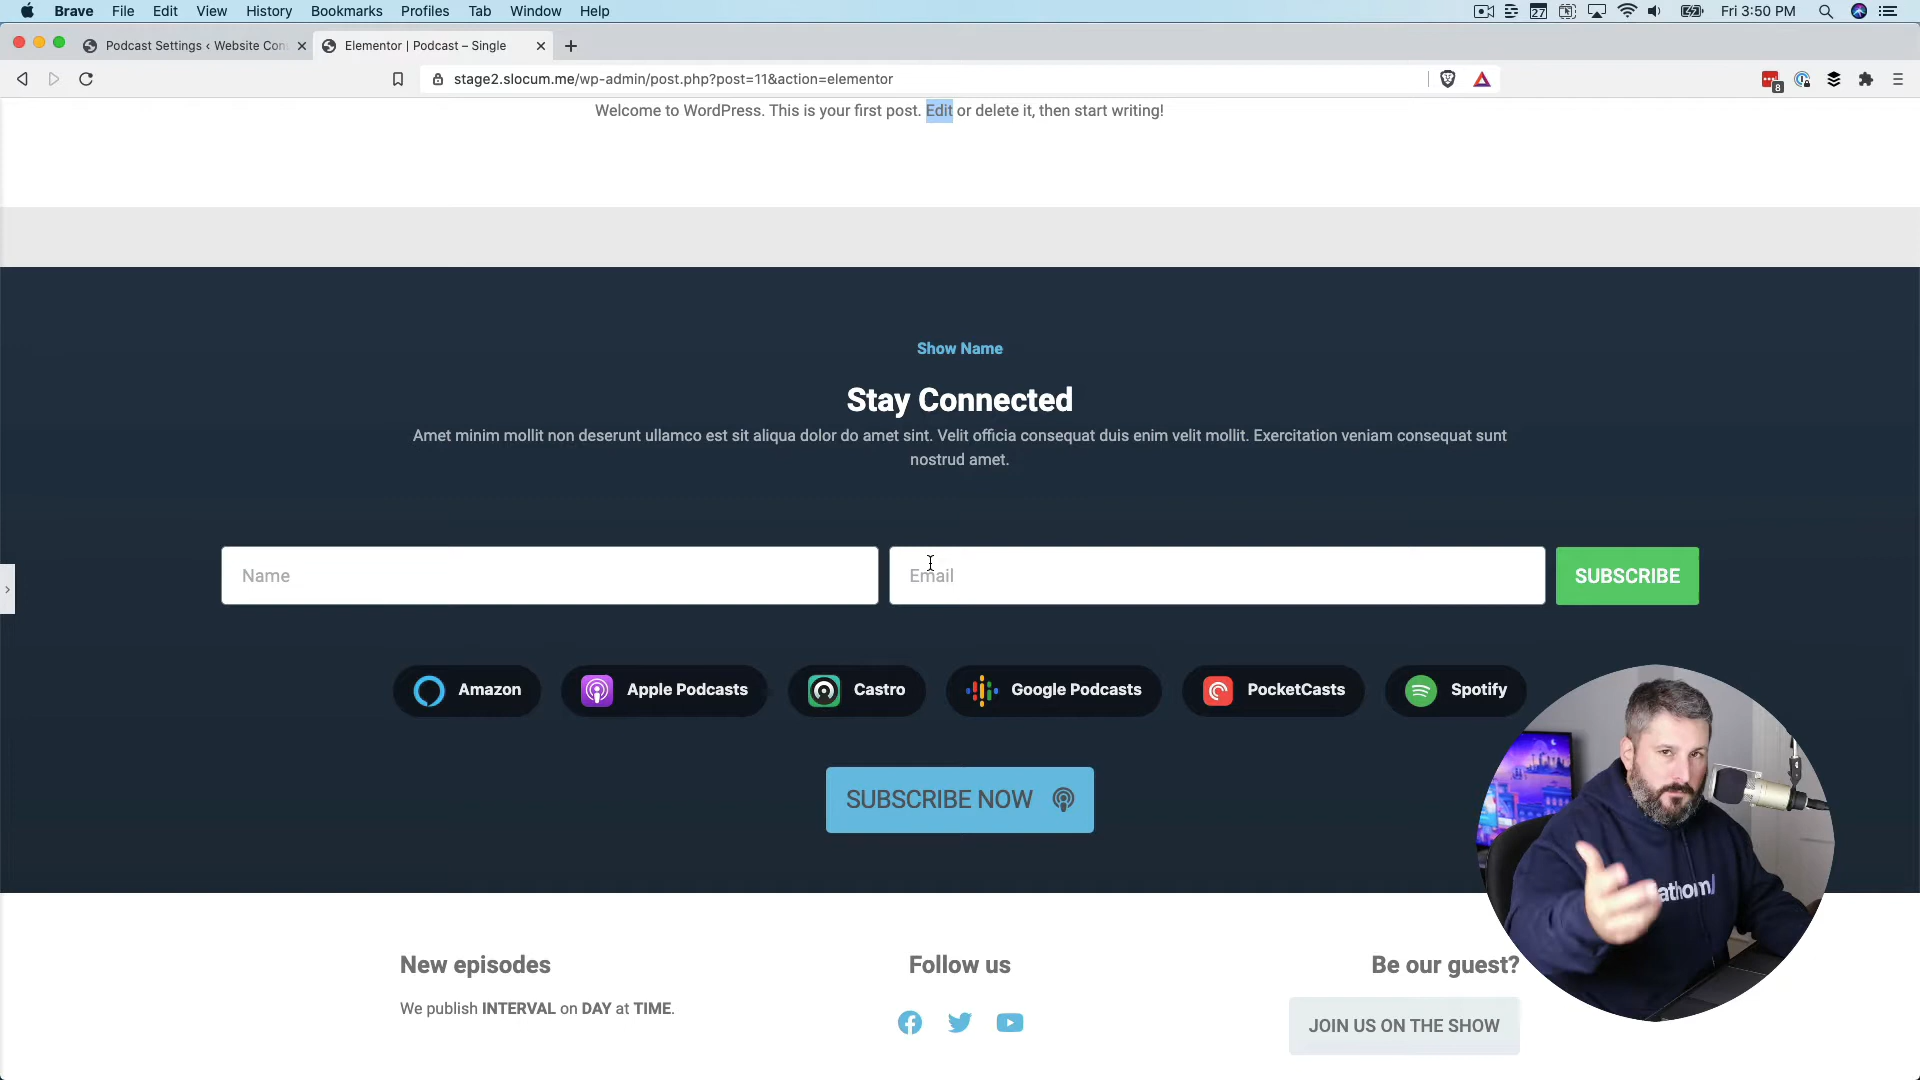 Brave File Edit View History Bookmarks Profiles Tab Window Help
27
Fri 3:50 PM
Podcast Settings ‹ Website Con
Elementor | Podcast – Single
stage2.slocum.me/wp-admin/post.php?post=11&action=elementor
8
Welcome to WordPress. This is your first post. Edit or delete it, then start writing!
Show Name
Stay Connected
Amet minim mollit non deserunt ullamco est sit aliqua dolor do amet sint. Velit officia consequat duis enim velit mollit. Exercitation veniam consequat sunt
nostrud amet.
Name
Email
SUBSCRIBE
Amazon
Apple Podcasts
Castro
Google Podcasts
PocketCasts
Spotify
SUBSCRIBE NOW
athom/
New episodes
We publish INTERVAL on DAY at TIME.
Follow us
Be our guest?
JOIN US ON THE SHOW